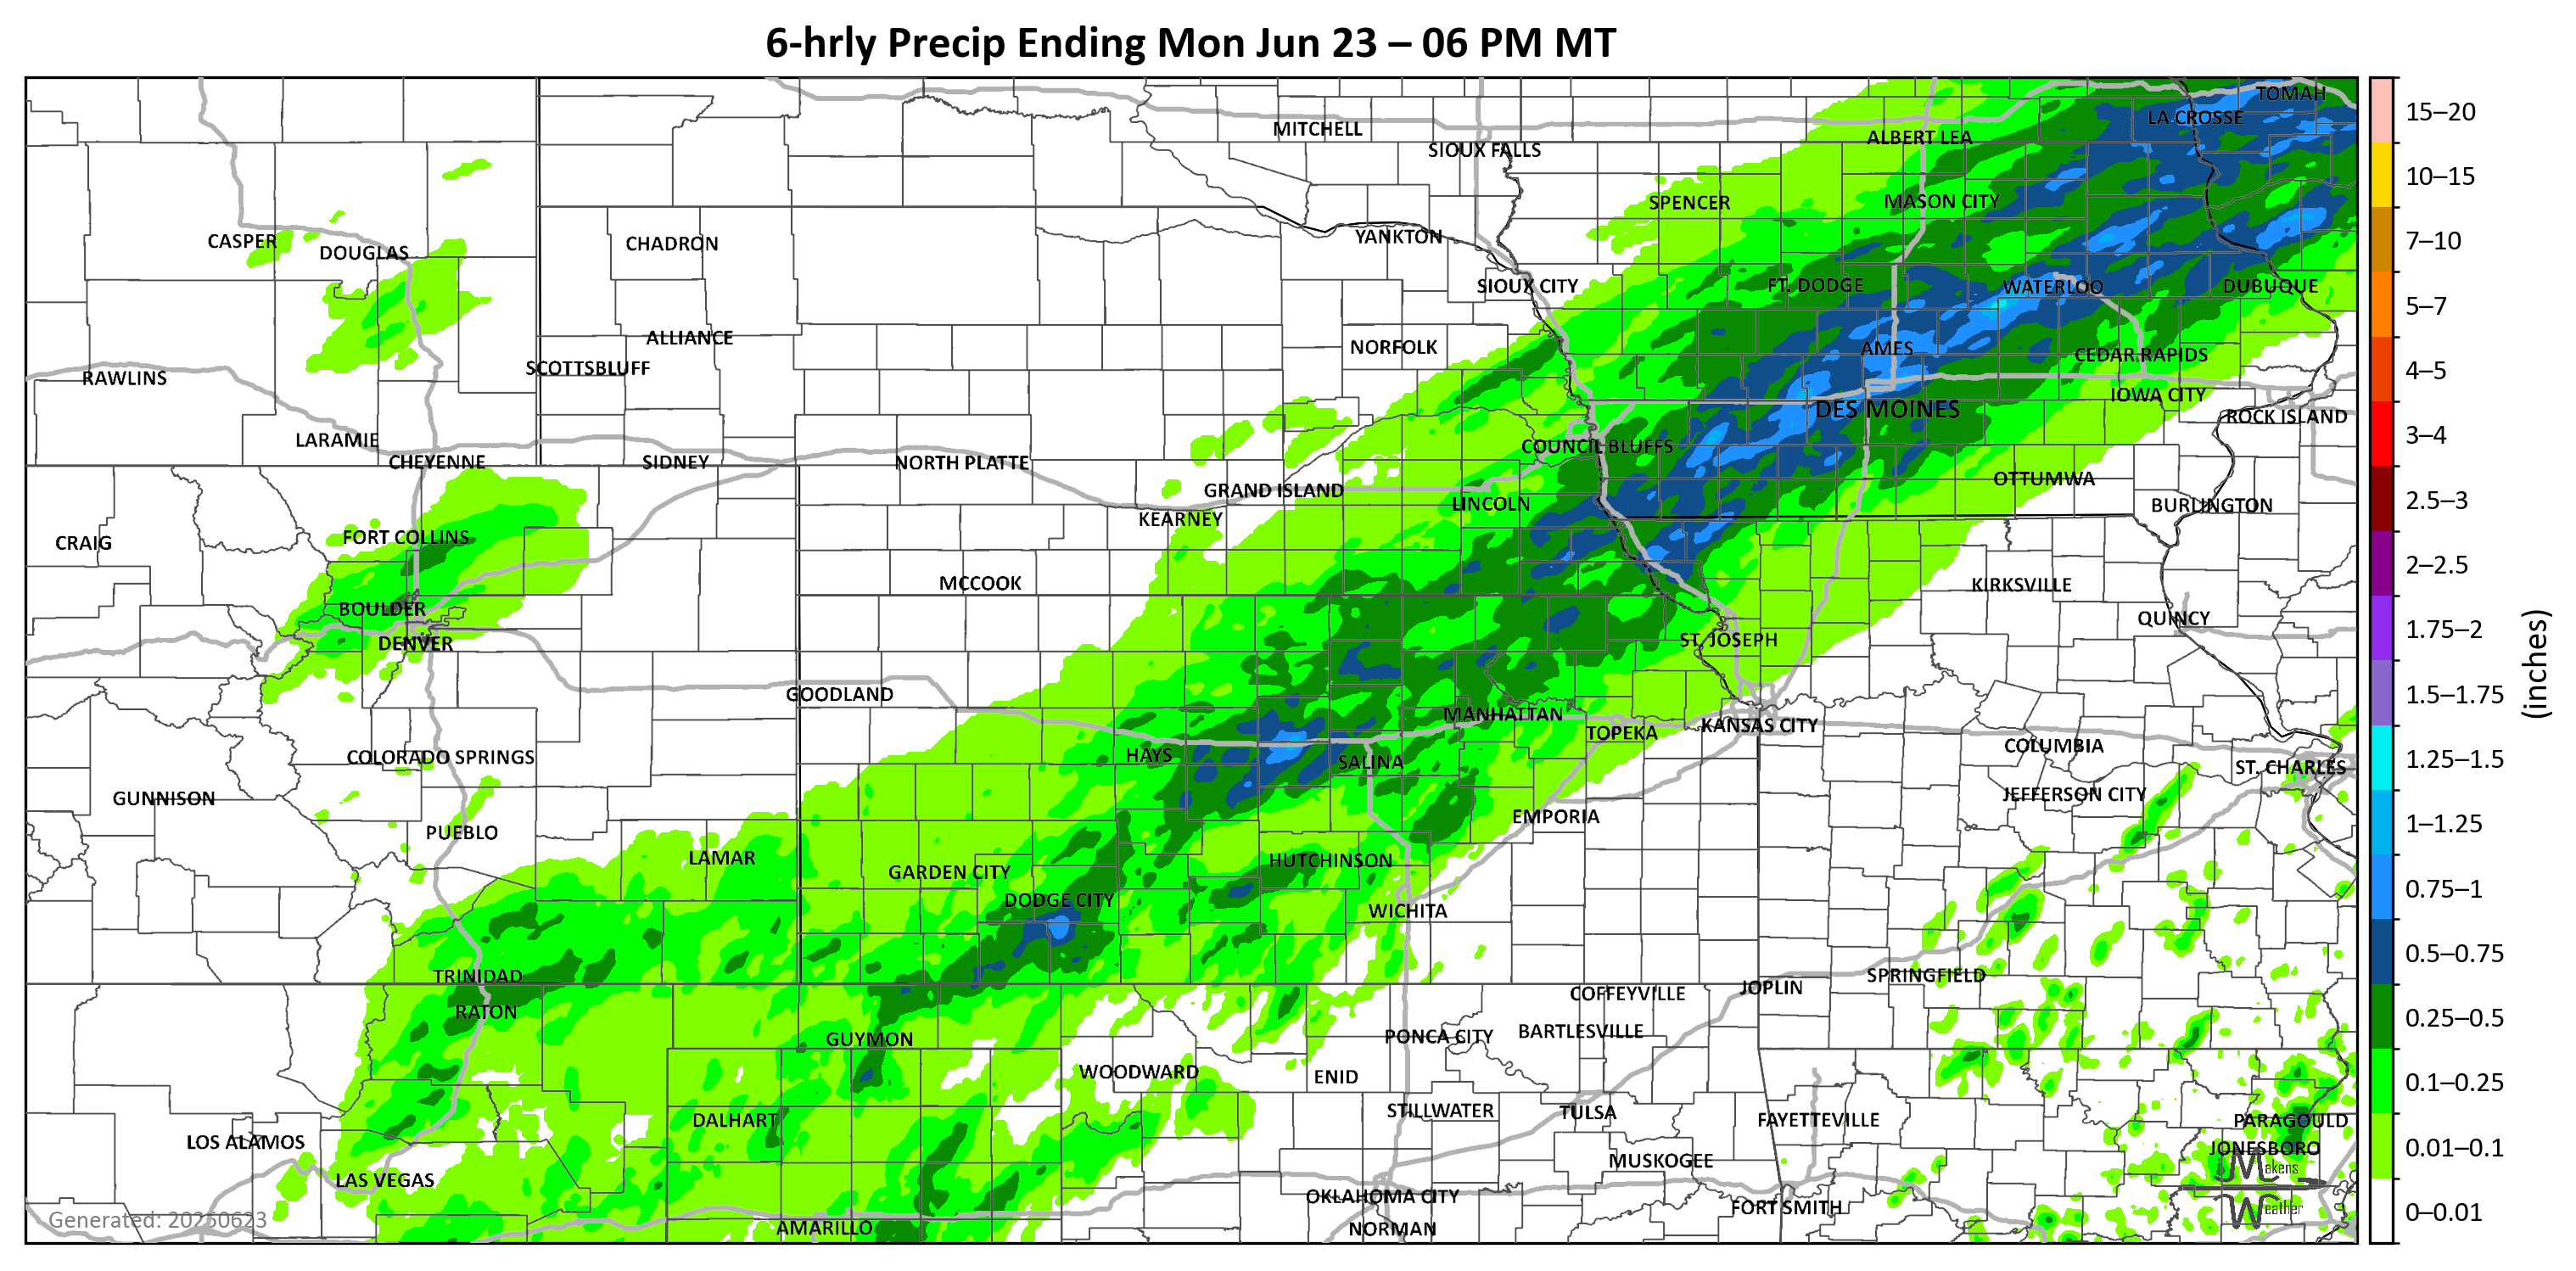 6-hrly Precip Ending Mon Jun 23 – 06 PM MT
TOMAH
LA CROSSE
MITCHELL
ALBERT LEA
SIOUX FALLS
SPENCER
MASON CITY
YANKTON
CASPER
CHADRON
DOUGLAS
SIOUX CITY
FT. DODGE
WATERLOO
DUBUQUE
ALLIANCE
NORFOLK
AMES
CEDAR RAPIDS
SCOTTSBLUFF
RAWLINS
IOWA CITY
DES MOINES
ROCK ISLAND
LARAMIE
COUNCIL BLUFFS
CHEYENNE
SIDNEY
NORTH PLATTE
OTTUMWA
GRAND ISLAND
LINCOLN
BURLINGTON
KEARNEY
FORT COLLINS
CRAIG
MCCOOK
KIRKSVILLE
BOULDER
QUINCY
DENVER
ST. JOSEPH
GOODLAND
MANHATTAN
KANSAS CITY
TOPEKA
COLUMBIA
HAYS
COLORADO SPRINGS
SALINA
ST. CHARLES
GUNNISON
JEFFERSON CITY
EMPORIA
PUEBLO
LAMAR
HUTCHINSON
GARDEN CITY
DODGE CITY
WICHITA
TRINIDAD
SPRINGFIELD
JOPLIN
COFFEYVILLE
RATON
BARTLESVILLE
PONCA CITY
GUYMON
WOODWARD
ENID
STILLWATER
TULSA
DALHART
FAYETTEVILLE
PARAGOULD
LOS ALAMOS
JONESBORO
MUSKOGEE
Makens
LAS VEGAS
OKLAHOMA CITY
FORT SMITH
Weather
Generated: 20250623
AMARILLO
NORMAN
15–20
10–15
7–10
5–7
4–5
3–4
2.5–3
2–2.5
1.75–2
1.5–1.75
1.25–1.5
1–1.25
0.75–1
0.5–0.75
0.25–0.5
0.1–0.25
0.01–0.1
0–0.01
(inches)